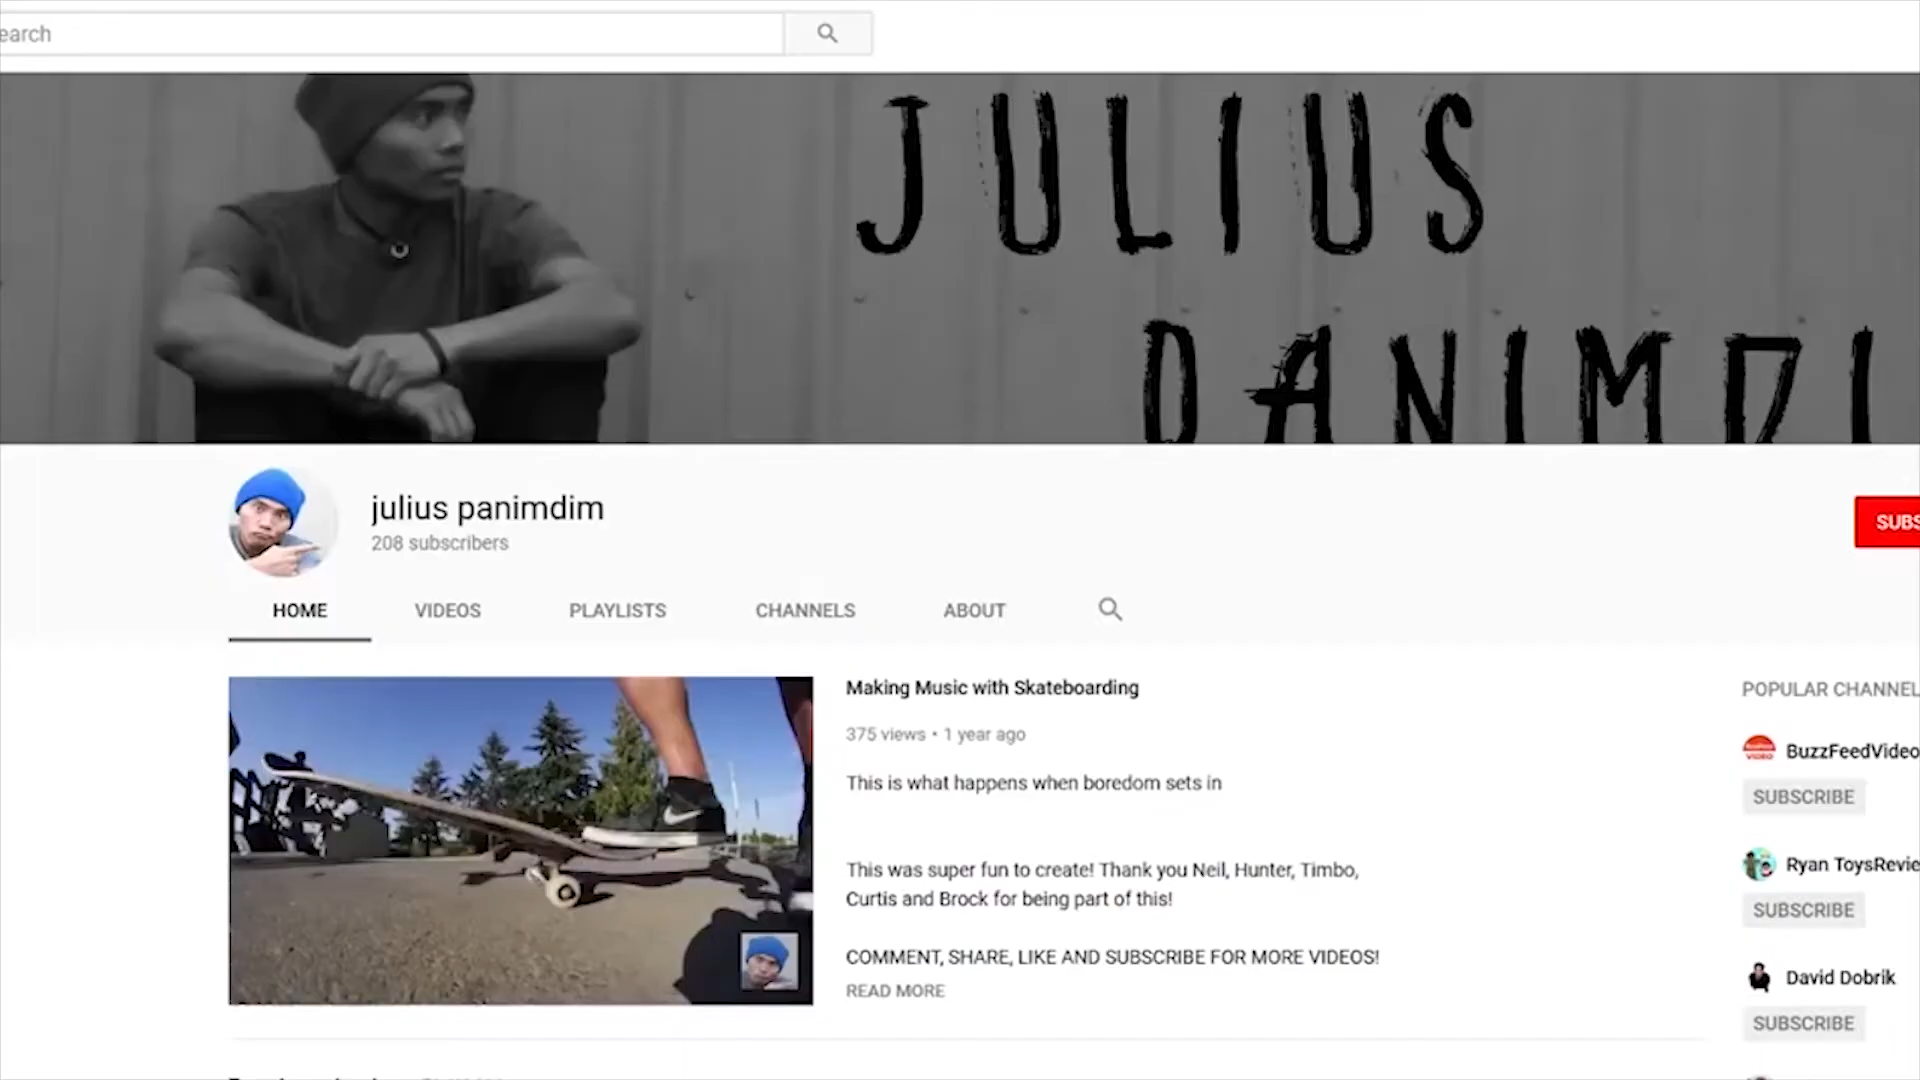 earch
JULIUS
PANIMDI
julius panimdim
208 subscribers
SUBS
HOME VIDEOS PLAYLISTS CHANNELS ABOUT
Making Music with Skateboarding
375 views • 1 year ago
This is what happens when boredom sets in
This was super fun to create! Thank you Neil, Hunter, Timbo,
Curtis and Brock for being part of this!
COMMENT, SHARE, LIKE AND SUBSCRIBE FOR MORE VIDEOS!
READ MORE
POPULAR CHANNEL
BuzzFeedVideo
SUBSCRIBE
Ryan ToysRevie
SUBSCRIBE
David Dobrik
SUBSCRIBE